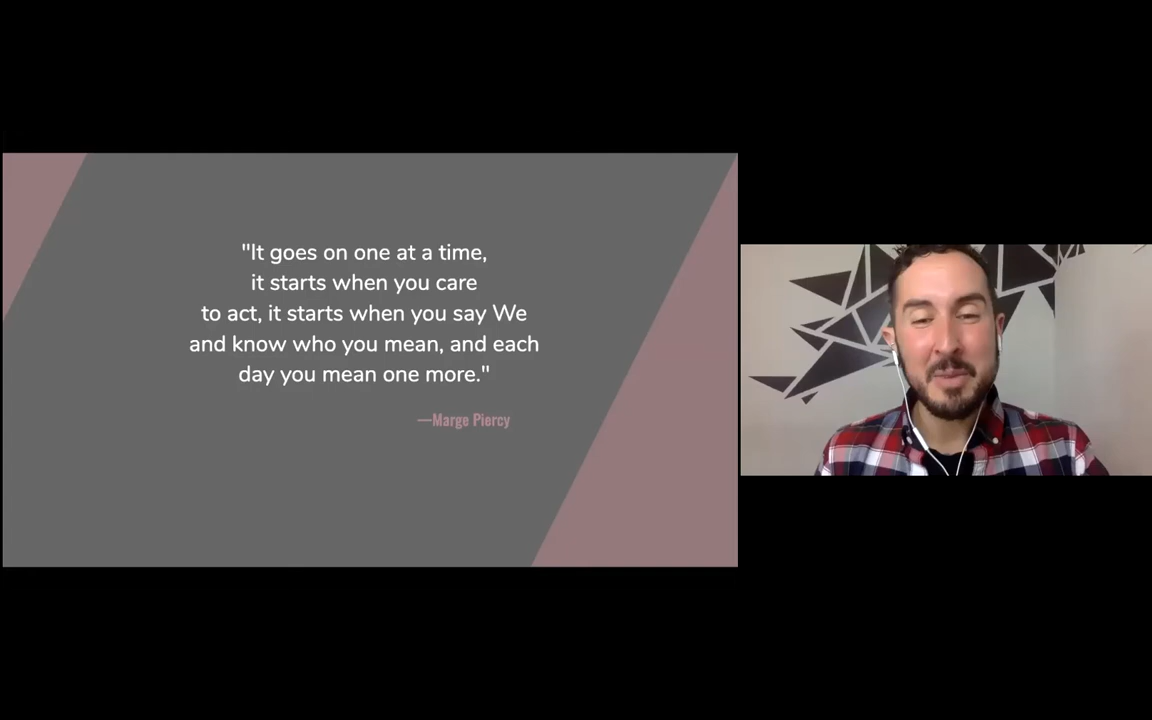 "It goes on one at a time,
it starts when you care
to act, it starts when you say We
and know who you mean, and each
day you mean one more."
—Marge Piercy